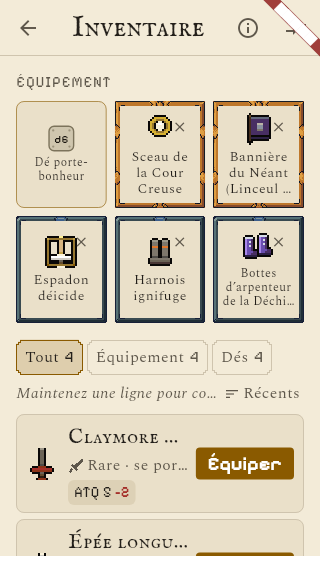 Inventaire
ÉQUIPEMENT
d6
Dé porte-
bonheur
Sceau de
la Cour
Creuse
Bannière
du Néant
(Linceul …
Espadon
déicide
Harnois
ignifuge
Bottes
d'arpenteur
de la Déchi…
Tout 4
Équipement 4
Dés 4
Maintenez une ligne pour co…
Récents
Claymore …
Rare · se por…
Équiper
ATQ 8 -2
Épée longu…